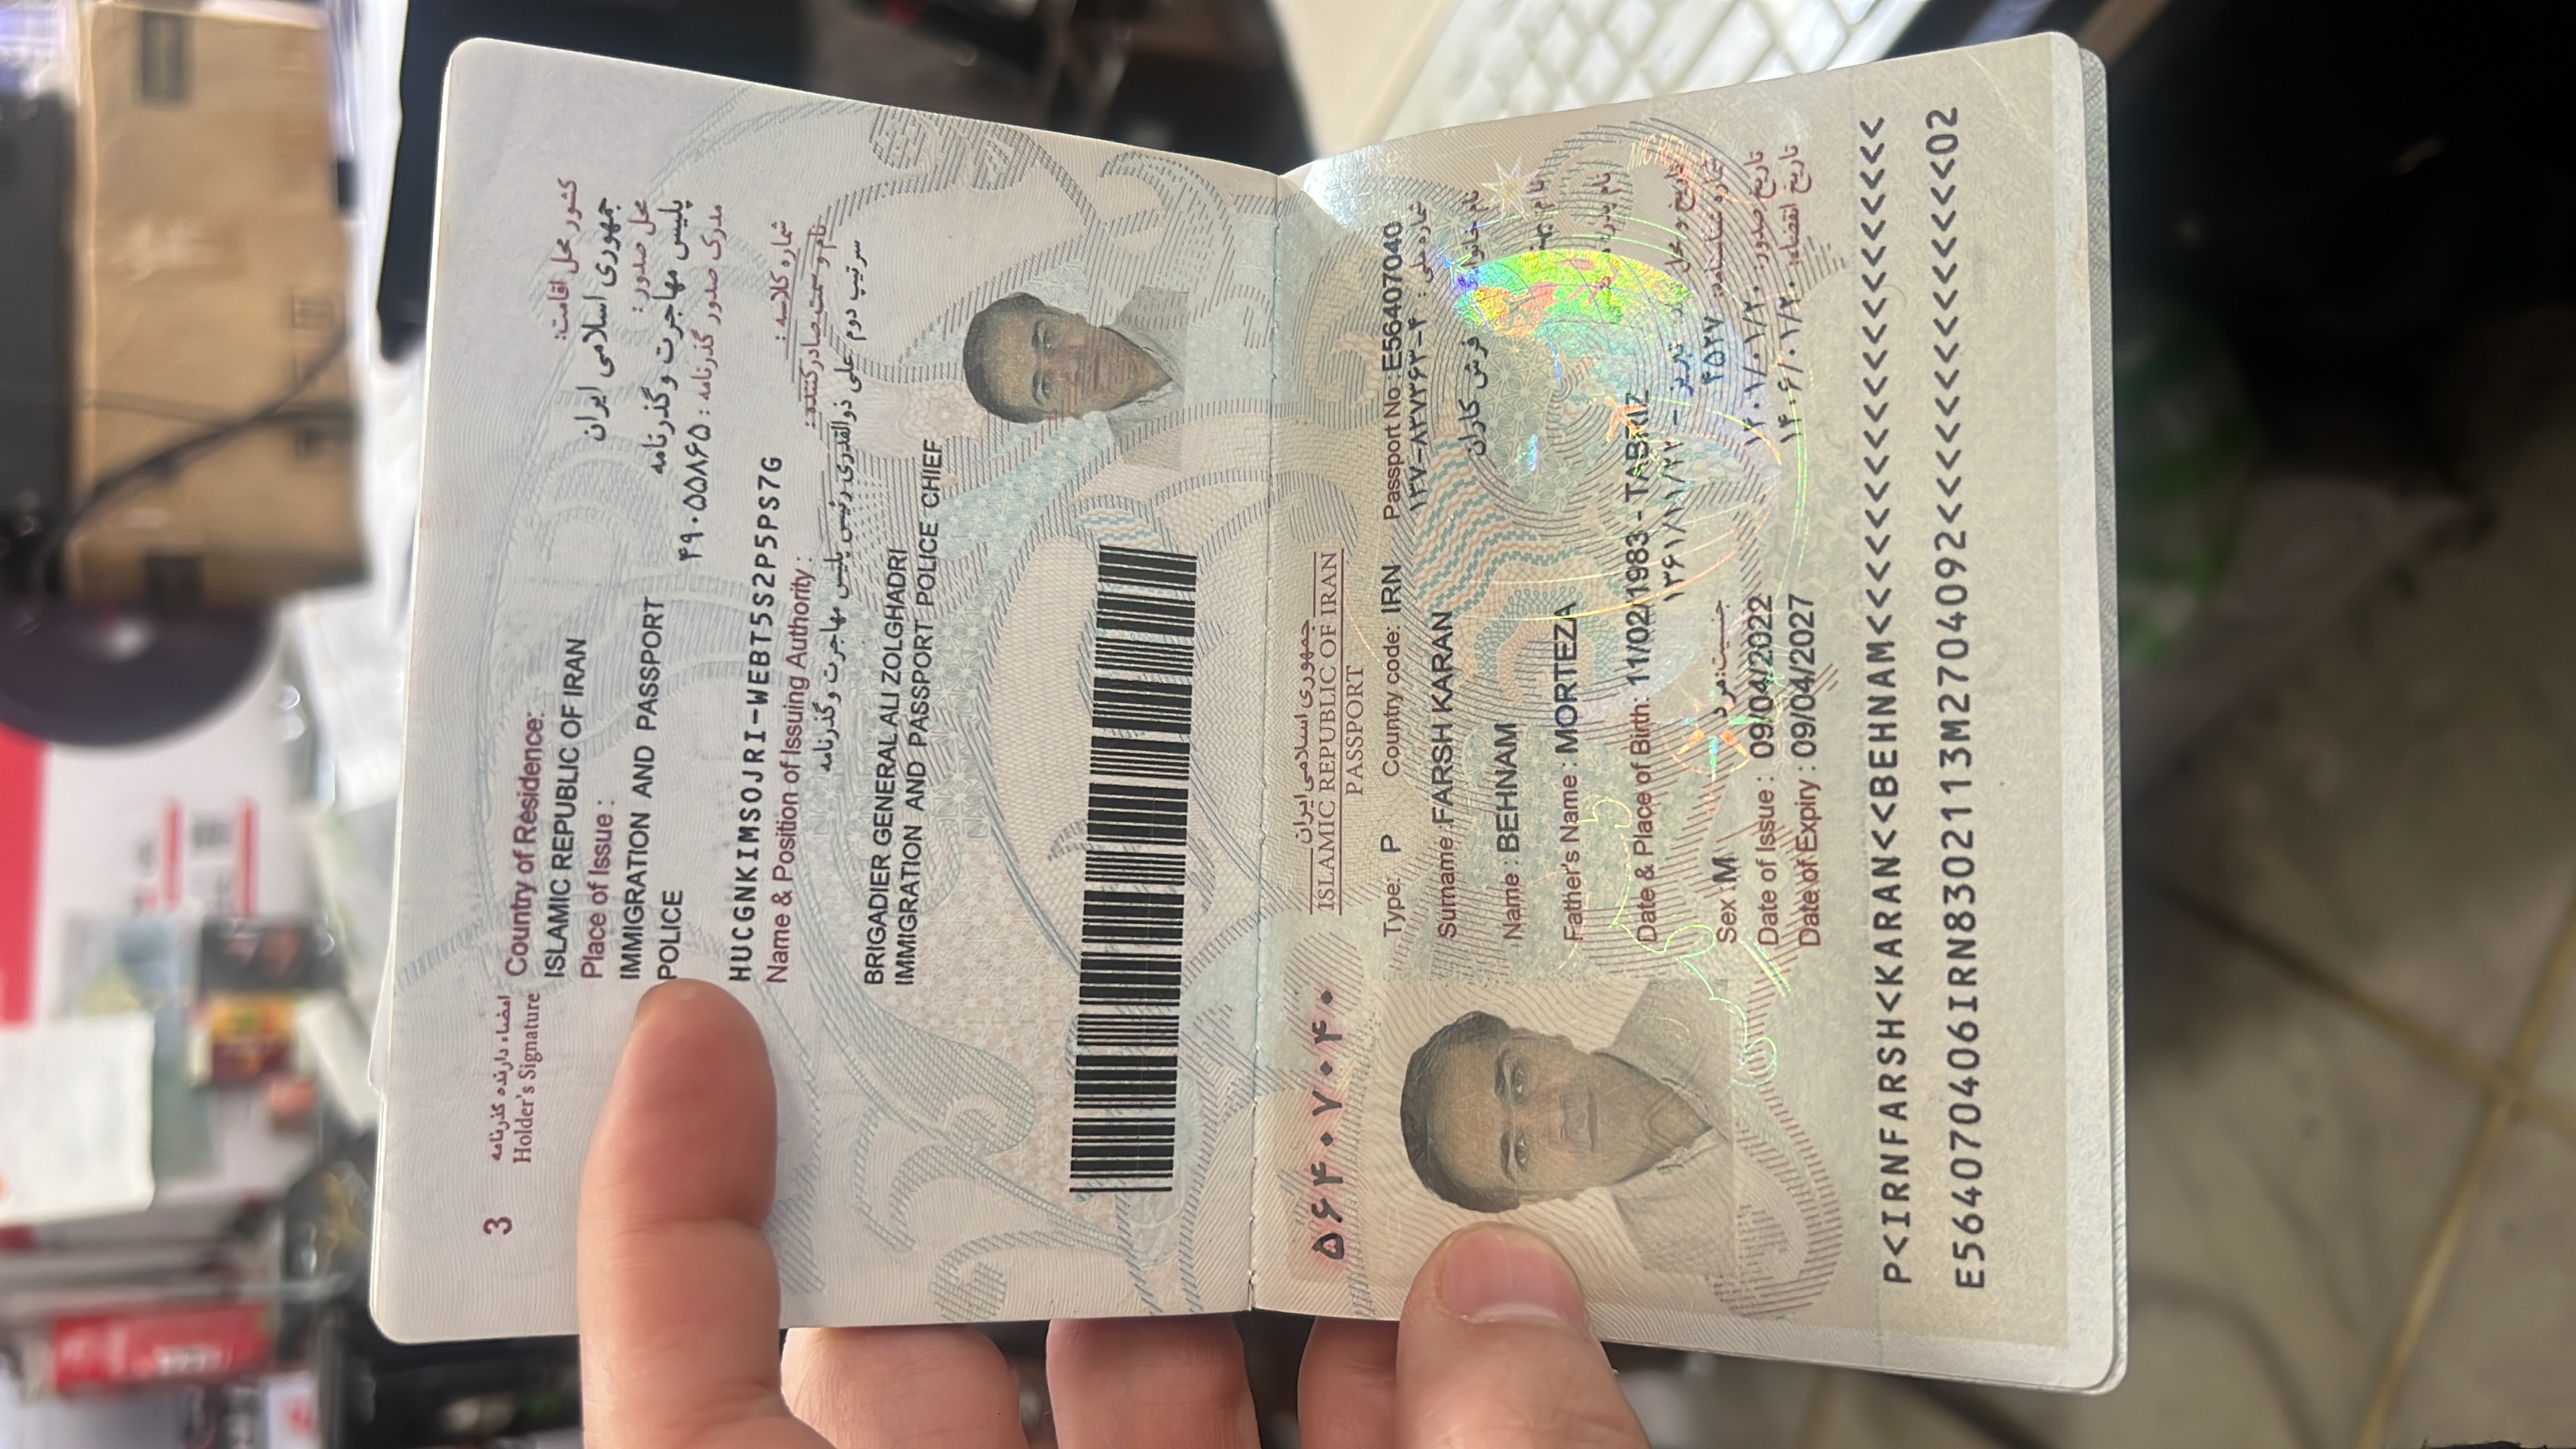 3
امضاء دارنده گذرنامه
Holder's Signature
Country of Residence:
کشور محل اقامت:
ISLAMIC REPUBLIC OF IRAN
جمهوری اسلامی ایران
Place of Issue :
محل صدور :
IMMIGRATION AND PASSPORT
POLICE
پلیس مهاجرت وگذرنامه
مدرک صدور گذرنامه : ۴۹۰۵۵۸۶۵
HUCGNKIMSOJRI-WEBT5S2P5PS7G
شماره کلاسه :
Name & Position of Issuing Authority :
نام و سمت صادرکننده :
سرتیپ دوم علی ذوالقدری رئیس پلیس مهاجرت وگذرنامه
BRIGADIER GENERAL ALI ZOLGHADRI
IMMIGRATION AND PASSPORT POLICE CHIEF
۵۶۴۰۷۰۴۰
جمهوری اسلامی ایران
ISLAMIC REPUBLIC OF IRAN
PASSPORT
Type: P Country code: IRN Passport No :E56407040
شماره ملی : ۱۳۷-۸۳۷۳۶۳-۴
Surname :FARSH KARAN
فرش کاران
Name : BEHNAM
نام:
Father's Name : MORTEZA
نام پدر:
Date & Place of Birth: 11/02/1983 - TABRIZ
تاریخ و محل تولد: تبریز - ۱۳۶۱/۱۱/۲۲
Sex :M جنسیت:مرد
شماره شناسنامه: ۴۵۲۷
Date of Issue : 09/04/2022
تاریخ صدور: ۱۴۰۱/۰۱/۲۰
Date of Expiry : 09/04/2027
تاریخ انقضاء: ۱۴۰۶/۰۱/۲۰
P<IRNFARSH<KARAN<<BEHNAM<<<<<<<<<<<<<<<<<<<<
E564070406IRN8302113M2704092<<<<<<<<<<<<<<02